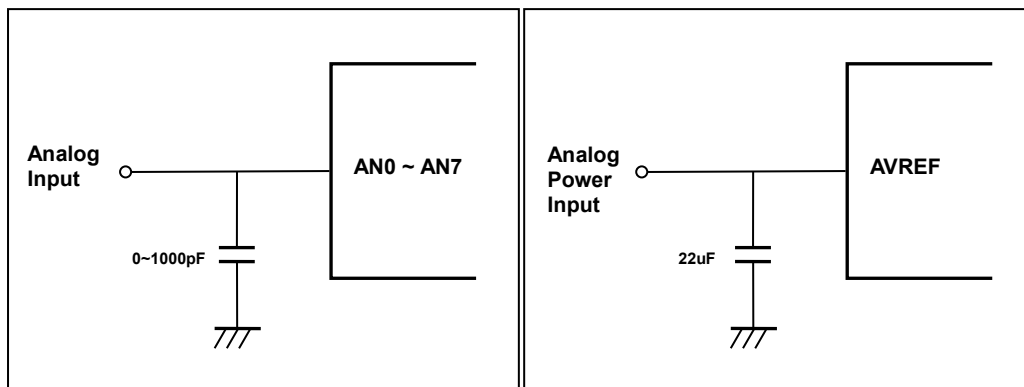 Analog
Input
AN0 ~ AN7
0~1000pF
Analog
Power
Input
AVREF
22uF